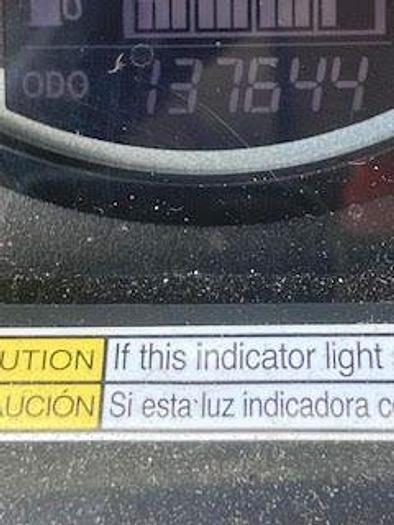 ODO 137644
UTION If this indicator light
AUCIÓN Si esta luz indicadora